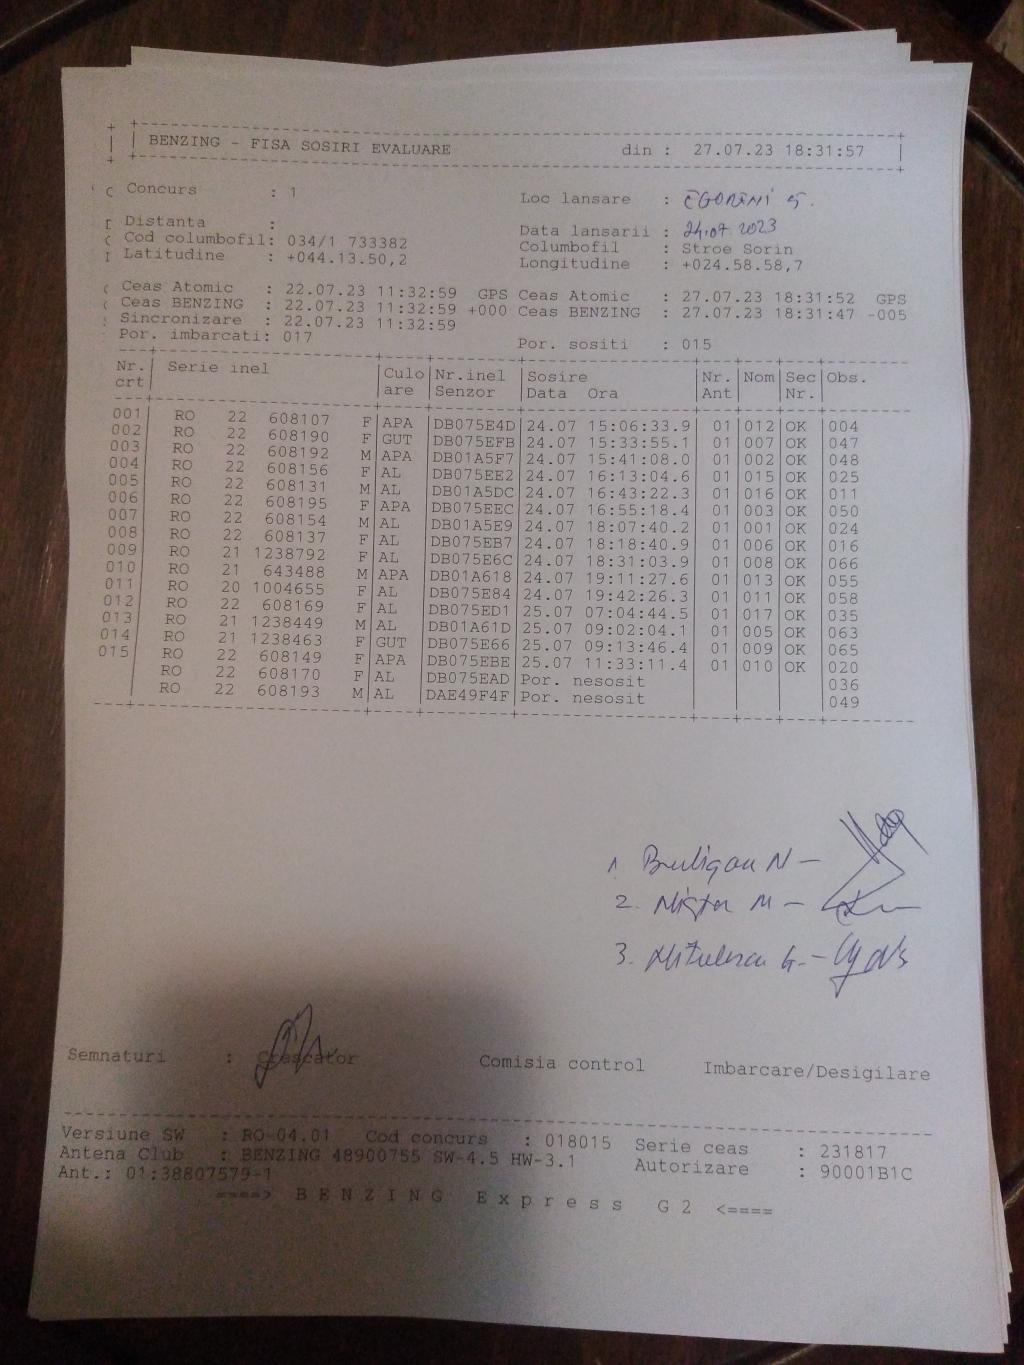 BENZING - FISA SOSIRI EVALUARE din : 27.07.23 18:31:57
Concurs : 1 Loc lansare :
Distanta : Data lansarii : 24.07 2023
Cod columbofil: 034/1 733382 Columbofil : Stroe Sorin
Latitudine : +044.13.50,2 Longitudine : +024.58.58,7
Ceas Atomic : 22.07.23 11:32:59 GPS Ceas Atomic : 27.07.23 18:31:52 GPS
Ceas BENZING : 22.07.23 11:32:59 +000 Ceas BENZING : 27.07.23 18:31:47 -005
Sincronizare : 22.07.23 11:32:59
Por. imbarcati: 017 Por. sositi : 015
Nr. Serie inel Culo Nr.inel Sosire Nr. Nom Sec Obs.
crt are Senzor Data Ora Ant Nr.
001 RO 22 608107 F APA DB075E4D 24.07 15:06:33.9 01 012 OK 004
002 RO 22 608190 F GUT DB075EFB 24.07 15:33:55.1 01 007 OK 047
003 RO 22 608192 M APA DB01A5F7 24.07 15:41:08.0 01 002 OK 048
004 RO 22 608156 F AL DB075EE2 24.07 16:13:04.6 01 015 OK 025
005 RO 22 608131 M AL DB01A5DC 24.07 16:43:22.3 01 016 OK 011
006 RO 22 608195 F APA DB075EEC 24.07 16:55:18.4 01 003 OK 050
007 RO 22 608154 M AL DB01A5E9 24.07 18:07:40.2 01 001 OK 024
008 RO 22 608137 F AL DB075EB7 24.07 18:18:40.9 01 006 OK 016
009 RO 21 1238792 F AL DB075E6C 24.07 18:31:03.9 01 008 OK 066
010 RO 21 643488 M APA DB01A618 24.07 19:11:27.6 01 013 OK 055
011 RO 20 1004655 F AL DB075E84 24.07 19:42:26.3 01 011 OK 058
012 RO 22 608169 F AL DB075ED1 25.07 07:04:44.5 01 017 OK 035
013 RO 21 1238449 M AL DB01A61D 25.07 09:02:04.1 01 005 OK 063
014 RO 21 1238463 F GUT DB075E66 25.07 09:13:46.4 01 009 OK 065
015 RO 22 608149 F APA DB075EBE 25.07 11:33:11.4 01 010 OK 020
RO 22 608170 F AL DB075EAD Por. nesosit 036
RO 22 608193 M AL DAE49F4F Por. nesosit 049
1 N -
2. M -
3. G. -
Semnaturi : Crescator Comisia control Imbarcare/Desigilare
Versiune SW : RO-04.01 Cod concurs : 018015 Serie ceas : 231817
Antena Club : BENZING 48900755 SW-4.5 HW-3.1 Autorizare : 90001B1C
Ant.: 01:38807579-1
====> BENZING Express G2 <====